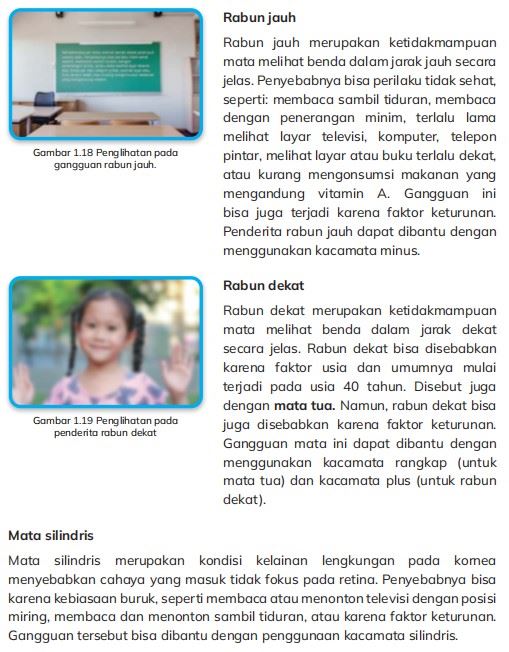 Rabun jauh
Rabun jauh merupakan ketidakmampuan
mata melihat benda dalam jarak jauh secara
jelas. Penyebabnya bisa perilaku tidak sehat,
seperti: membaca sambil tiduran, membaca
dengan penerangan minim, terlalu lama
melihat layar televisi, komputer, telepon
pintar, melihat layar atau buku terlalu dekat,
atau kurang mengonsumsi makanan yang
mengandung vitamin A. Gangguan ini
bisa juga terjadi karena faktor keturunan.
Penderita rabun jauh dapat dibantu dengan
menggunakan kacamata minus.
Gambar 1.18 Penglihatan pada
gangguan rabun jauh.
Rabun dekat
Rabun dekat merupakan ketidakmampuan
mata melihat benda dalam jarak dekat
secara jelas. Rabun dekat bisa disebabkan
karena faktor usia dan umumnya mulai
terjadi pada usia 40 tahun. Disebut juga
dengan mata tua. Namun, rabun dekat bisa
juga disebabkan karena faktor keturunan.
Gangguan mata ini dapat dibantu dengan
menggunakan kacamata rangkap (untuk
mata tua) dan kacamata plus (untuk rabun
dekat).
Gambar 1.19 Penglihatan pada
penderita rabun dekat
Mata silindris
Mata silindris merupakan kondisi kelainan lengkungan pada kornea
menyebabkan cahaya yang masuk tidak fokus pada retina. Penyebabnya bisa
karena kebiasaan buruk, seperti membaca atau menonton televisi dengan posisi
miring, membaca dan menonton sambil tiduran, atau karena faktor keturunan.
Gangguan tersebut bisa dibantu dengan penggunaan kacamata silindris.